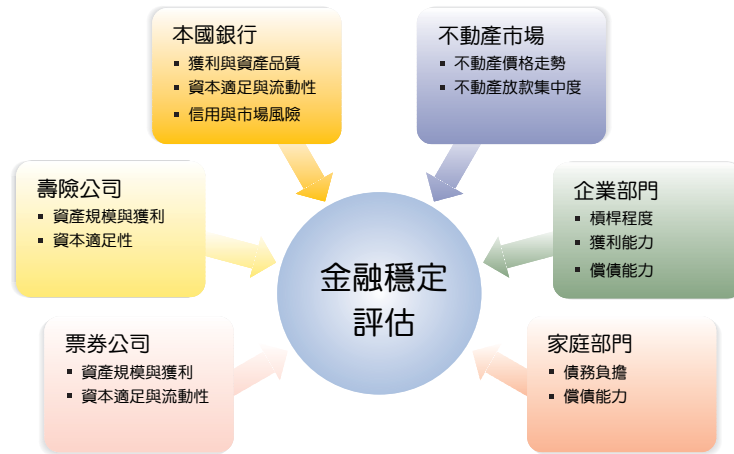 本國銀行
▪ 獲利與資產品質
▪ 資本適足與流動性
▪ 信用與市場風險
不動產市場
▪ 不動產價格走勢
▪ 不動產放款集中度
壽險公司
▪ 資產規模與獲利
▪ 資本適足性
企業部門
▪ 槓桿程度
▪ 獲利能力
▪ 償債能力
金融穩定
評估
票券公司
▪ 資產規模與獲利
▪ 資本適足與流動性
家庭部門
▪ 債務負擔
▪ 償債能力